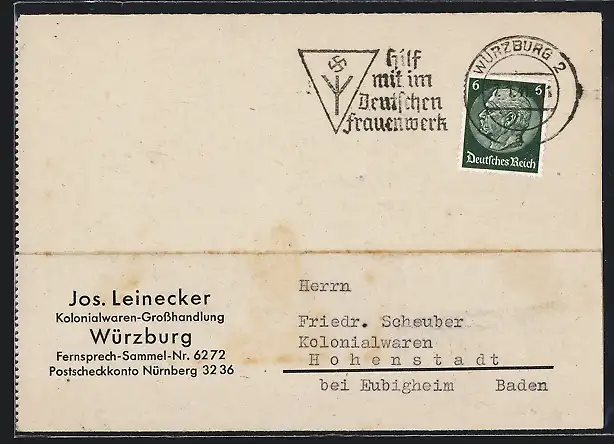 Hilf
mit im
Deutschen
Frauenwerk
WÜRZBURG 2
6 6
Deutsches Reich
Jos. Leinecker
Kolonialwaren-Großhandlung
Würzburg
Fernsprech-Sammel-Nr. 6272
Postscheckkonto Nürnberg 3236
Herrn
Friedr. Scheuber
Kolonialwaren
Hohenstadt
bei Eubigheim Baden